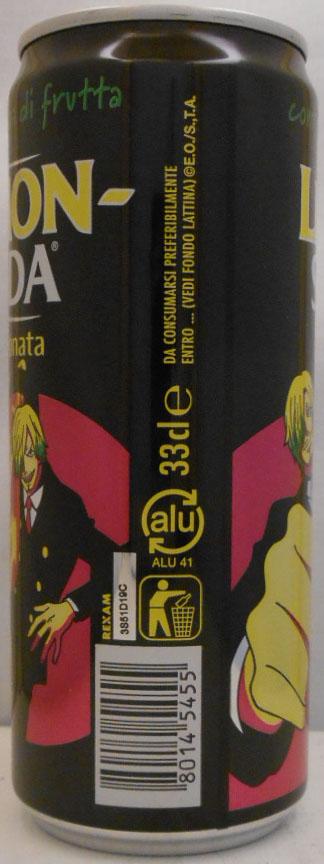 di frutta
ON-
DA®
nata
DA CONSUMARSI PREFERIBILMENTE
ENTRO ... (VEDI FONDO LATTINA) ©E.O./S.,T.A.
33cl e
alu
ALU 41
REXAM
3851D19C
8014 5455